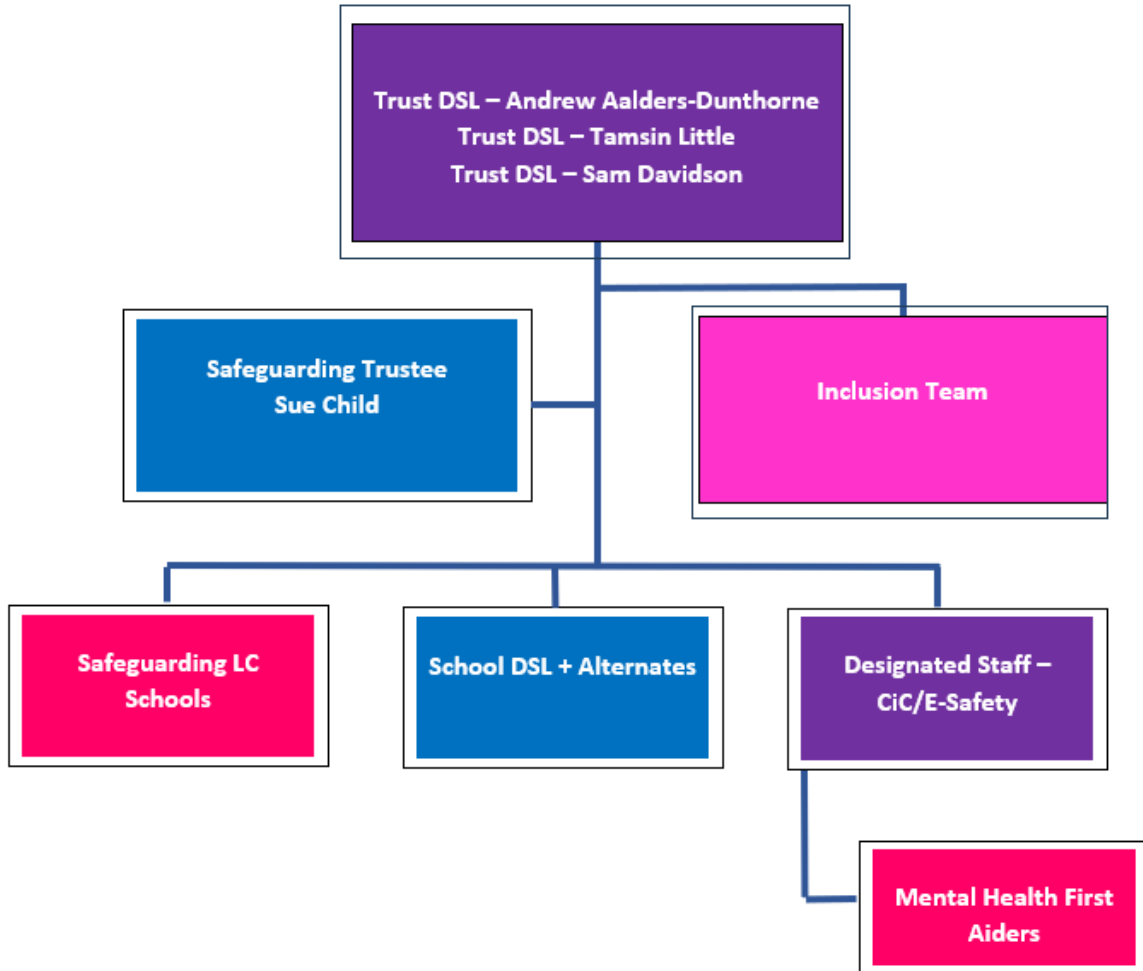 Trust DSL – Andrew Aalders-Dunthorne
Trust DSL – Tamsin Little
Trust DSL – Sam Davidson
Safeguarding Trustee
Sue Child
Inclusion Team
Safeguarding LC
Schools
School DSL + Alternates
Designated Staff –
CiC/E-Safety
Mental Health First
Aiders